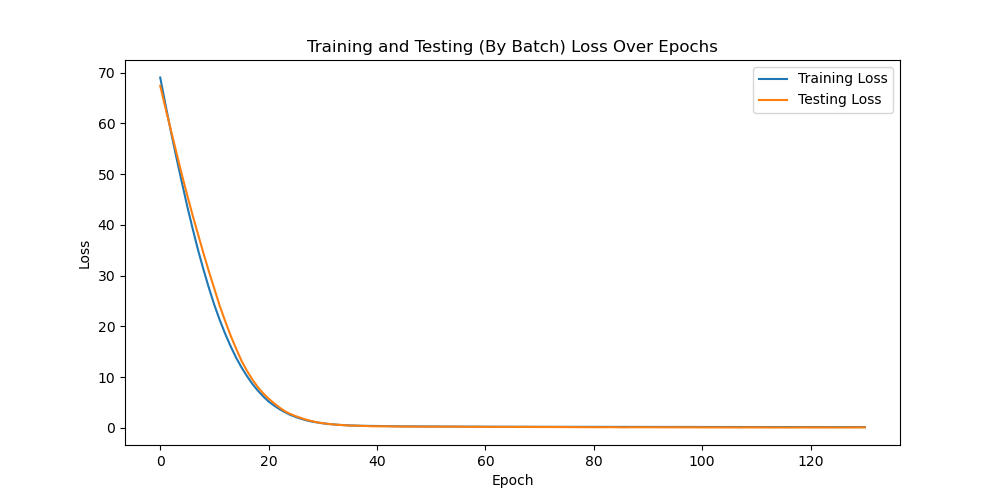 Training and Testing (By Batch) Loss Over Epochs
Training Loss
Testing Loss
70
60
50
40
30
20
10
0
Loss
0 20 40 60 80 100 120
Epoch